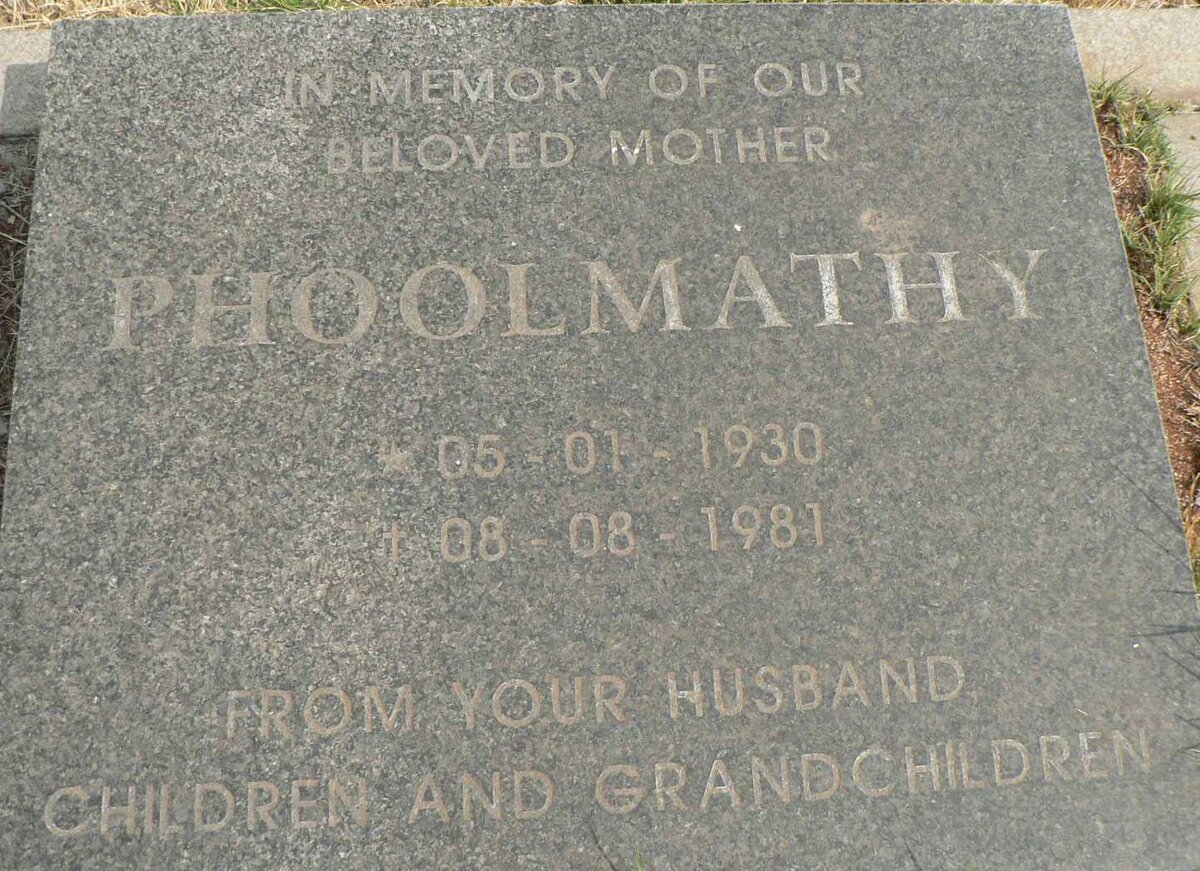 IN MEMORY OF OUR
BELOVED MOTHER
PHOOLMATHY
* 05 - 01 - 1930
† 08 - 08 - 1981
FROM YOUR HUSBAND,
CHILDREN AND GRANDCHILDREN